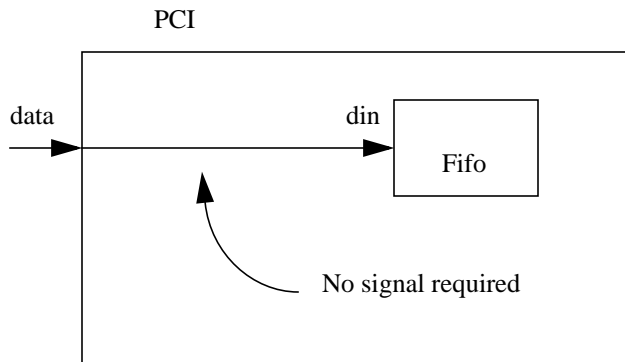 PCI
data
din
Fifo
No signal required